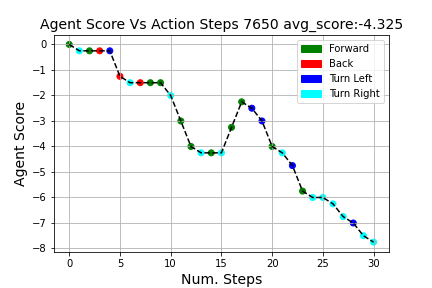 Agent Score Vs Action Steps 7650 avg_score:-4.325
Forward
Back
Turn Left
Turn Right
Agent Score
0
−1
−2
−3
−4
−5
−6
−7
−8
0 5 10 15 20 25 30
Num. Steps